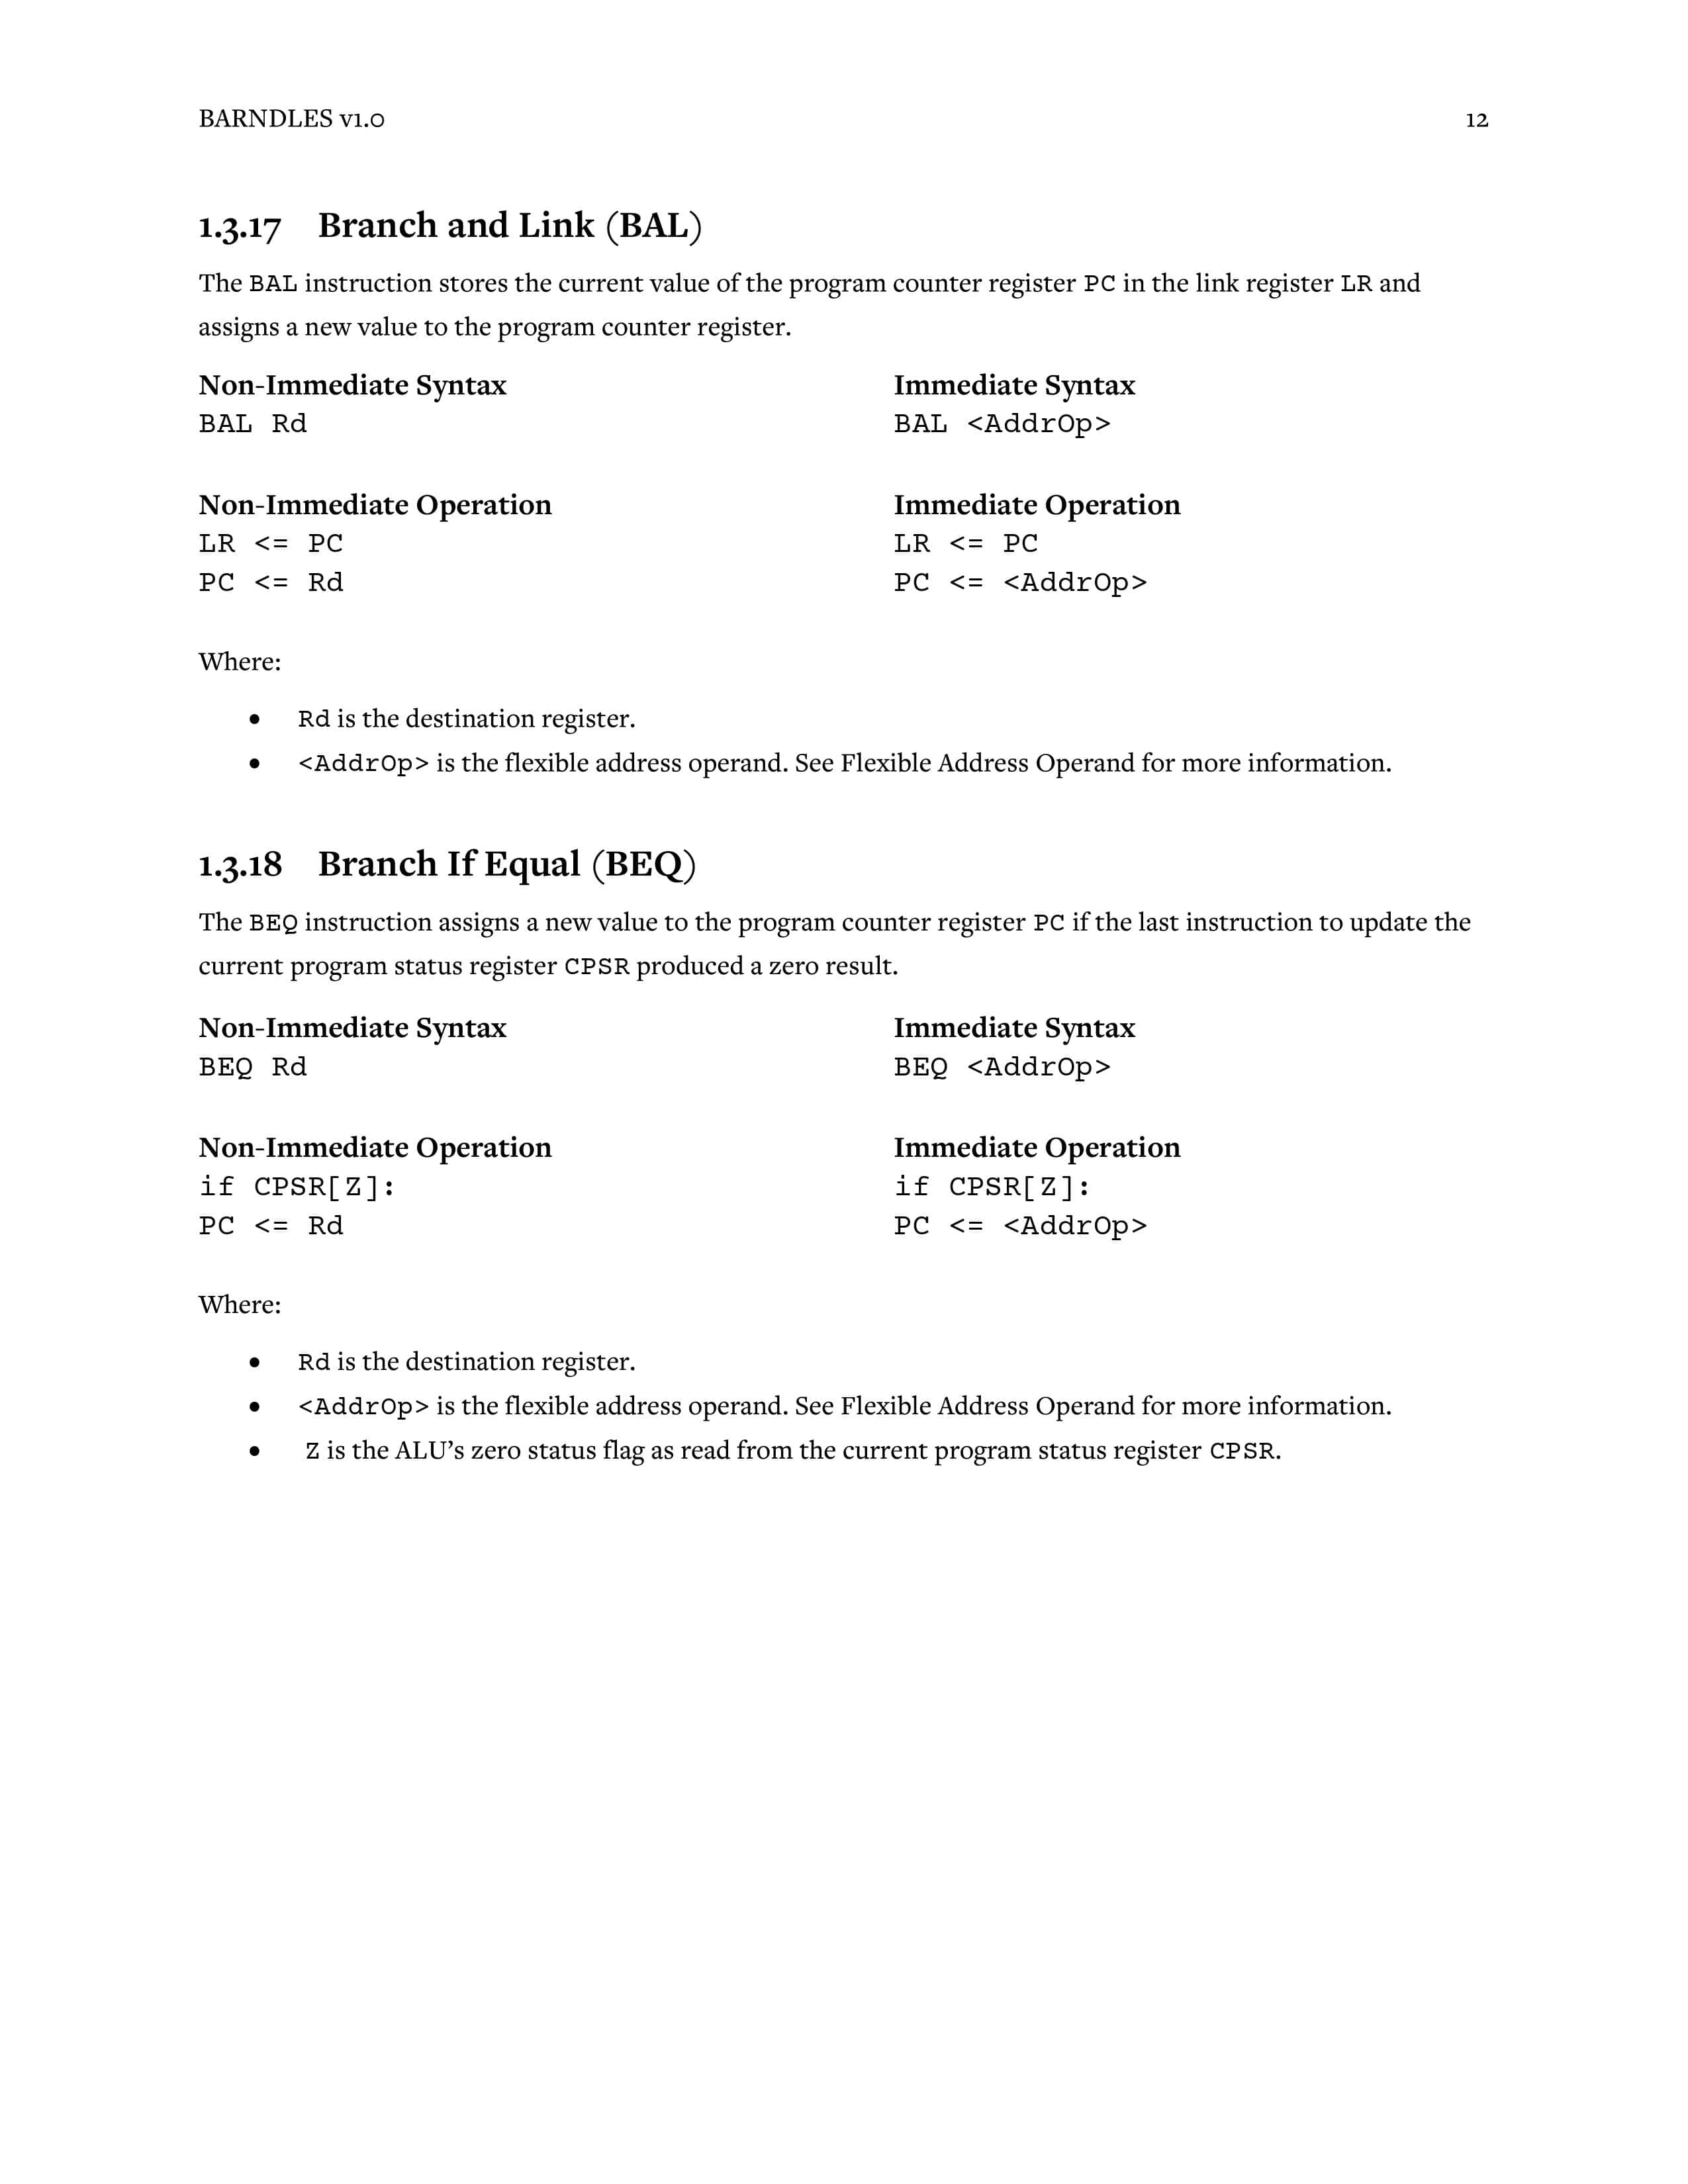 BARNDLES v1.0 12
1.3.17 Branch and Link (BAL)
The BAL instruction stores the current value of the program counter register PC in the link register LR and
assigns a new value to the program counter register.
Non-Immediate Syntax
BAL Rd
Immediate Syntax
BAL <AddrOp>
Non-Immediate Operation
LR <= PC
PC <= Rd
Immediate Operation
LR <= PC
PC <= <AddrOp>
Where:
• Rd is the destination register.
• <AddrOp> is the flexible address operand. See Flexible Address Operand for more information.
1.3.18 Branch If Equal (BEQ)
The BEQ instruction assigns a new value to the program counter register PC if the last instruction to update the
current program status register CPSR produced a zero result.
Non-Immediate Syntax
BEQ Rd
Immediate Syntax
BEQ <AddrOp>
Non-Immediate Operation
if CPSR[Z]:
PC <= Rd
Immediate Operation
if CPSR[Z]:
PC <= <AddrOp>
Where:
• Rd is the destination register.
• <AddrOp> is the flexible address operand. See Flexible Address Operand for more information.
• Z is the ALU’s zero status flag as read from the current program status register CPSR.